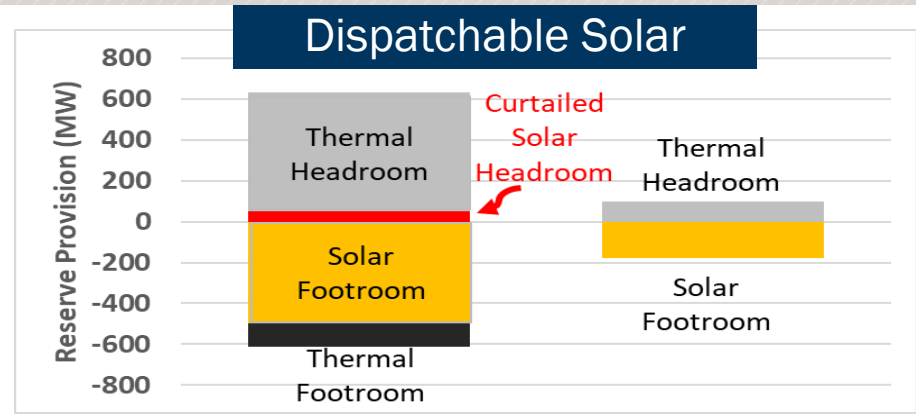 Dispatchable Solar
Reserve Provision (MW)
800
600
400
200
0
-200
-400
-600
-800
Thermal
Headroom
Curtailed
Solar
Headroom
Solar
Footroom
Thermal
Footroom
Thermal
Headroom
Solar
Footroom